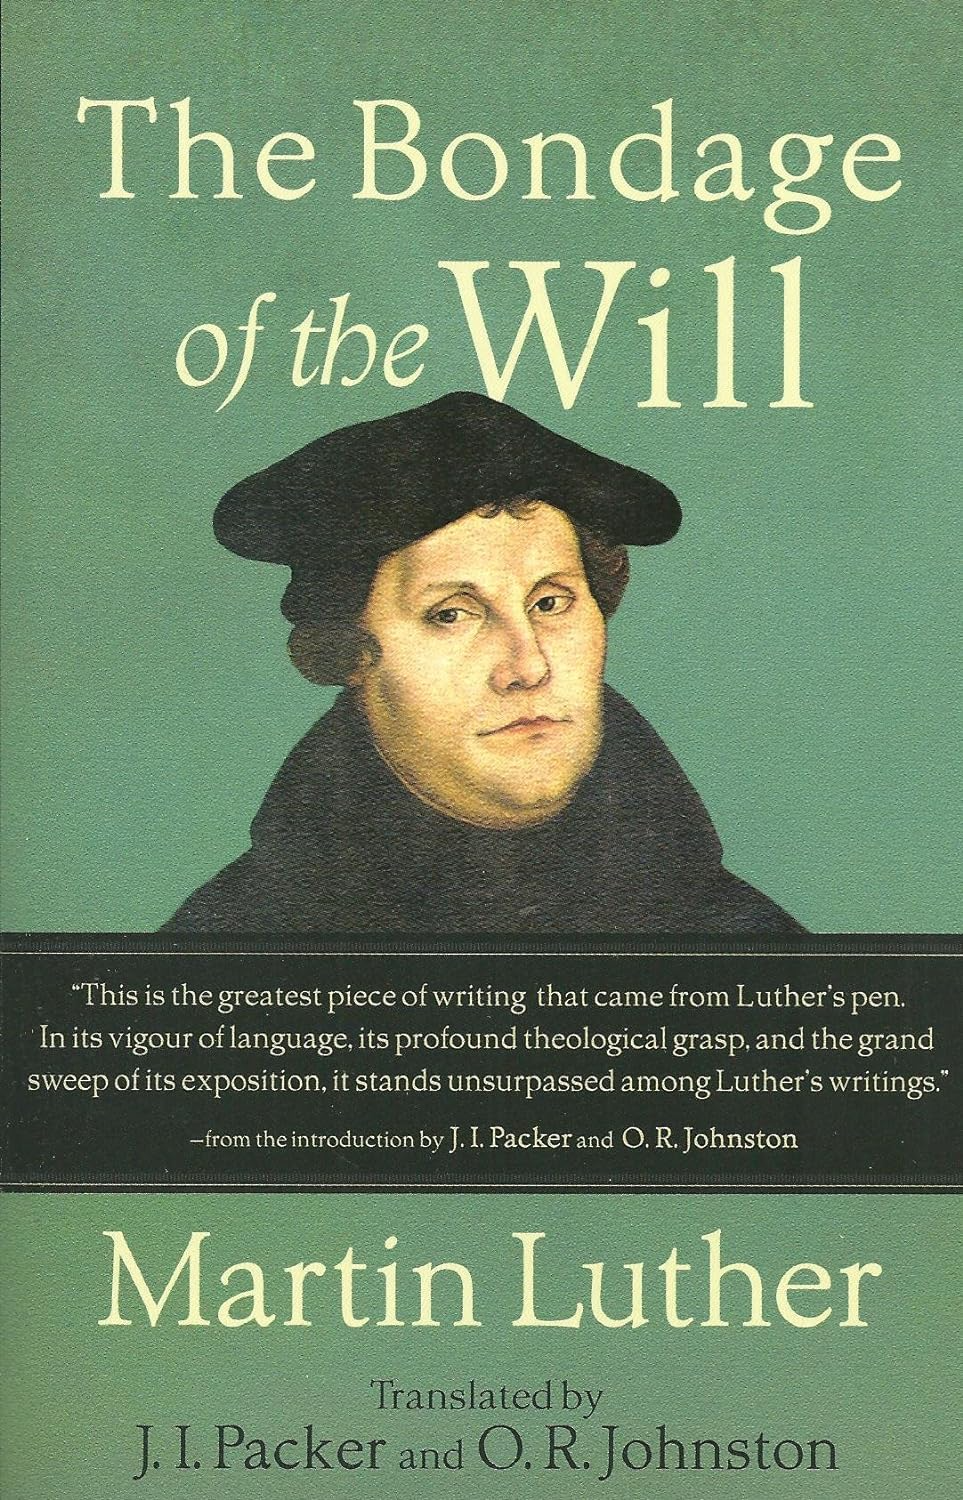 The Bondage
of the Will
“This is the greatest piece of writing that came from Luther's pen.
In its vigour of language, its profound theological grasp, and the grand
sweep of its exposition, it stands unsurpassed among Luther's writings.”
–from the introduction by J. I. Packer and O. R. Johnston
Martin Luther
Translated by
J. I. Packer and O. R. Johnston